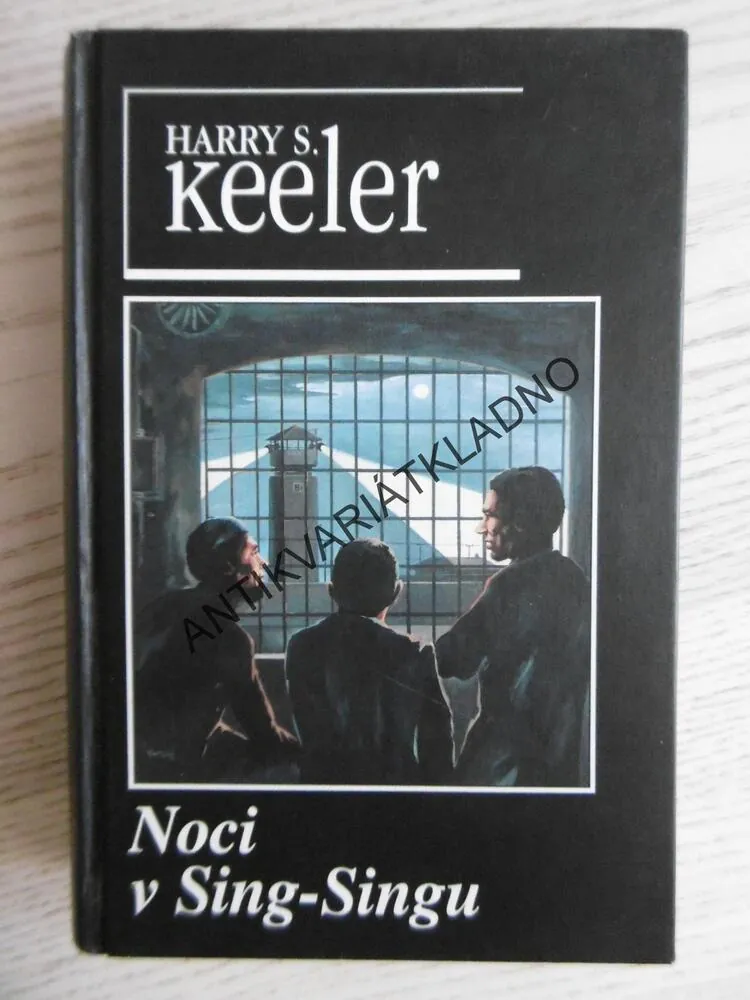 HARRY S.
Keeler
ANTIKVARIÁTKLADNO
Noci
v Sing-Singu